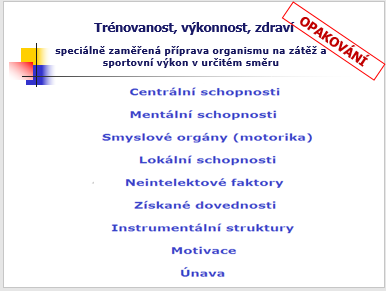 Trénovanost, výkonnost, zdraví
OPAKOVÁNÍ
speciálně zaměřená příprava organismu na zátěž a
sportovní výkon v určitém směru
Centrální schopnosti
Mentální schopnosti
Smyslové orgány (motorika)
Lokální schopnosti
Neintelektové faktory
Získané dovednosti
Instrumentální struktury
Motivace
Únava